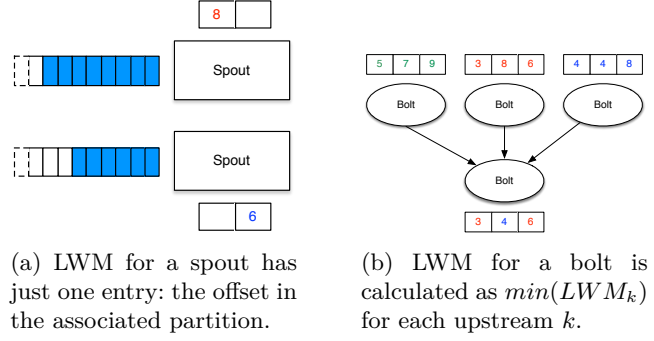 8
Spout
Spout
6
(a) LWM for a spout has
just one entry: the offset in
the associated partition.
5 7 9 3 8 6 4 4 8
Bolt Bolt Bolt
Bolt
3 4 6
(b) LWM for a bolt is
calculated as min(LWM_k)
for each upstream k.